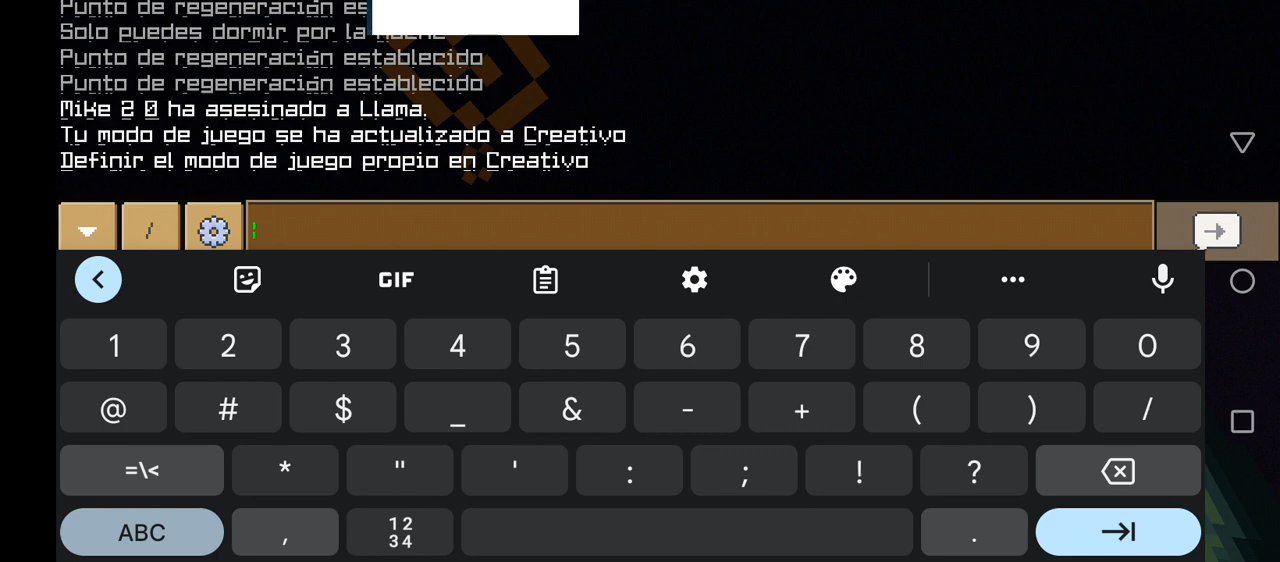 Punto de regeneración es
Solo puedes dormir por la noche
Punto de regeneración establecido
Punto de regeneración establecido
Mike 2 0 ha asesinado a Llama.
Tu modo de juego se ha actualizado a Creativo
Definir el modo de juego propio en Creativo
/
GIF
1 2 3 4 5 6 7 8 9 0
@ # $ _ & - + ( ) /
=\< * " ' : ; ! ?
ABC , 12 .
34